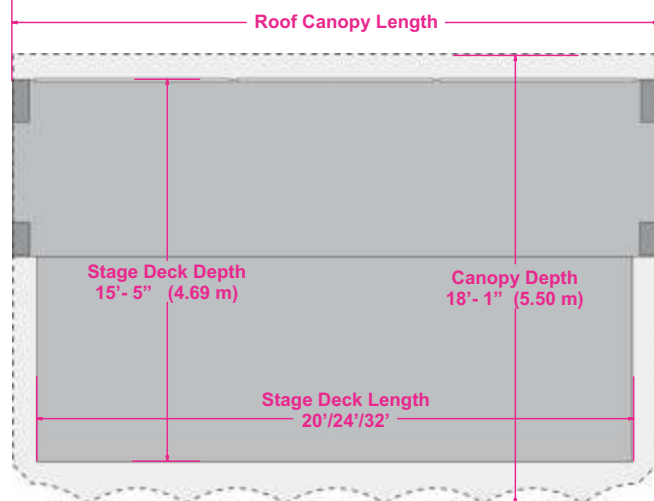 Roof Canopy Length
Stage Deck Depth
15’- 5” (4.69 m)
Canopy Depth
18’- 1” (5.50 m)
Stage Deck Length
20’/24’/32’